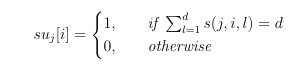 su_j[i] = { 1, if ∑_{l=1}^{d} s(j, i, l) = d
0, otherwise